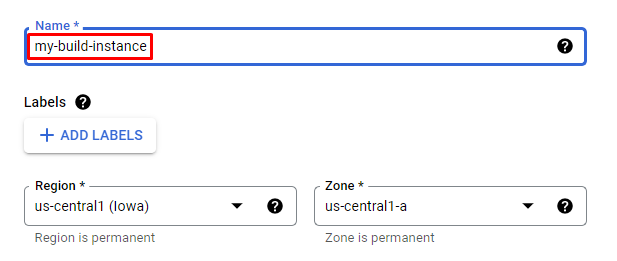 Name *
my-build-instance
Labels
+ ADD LABELS
Region *
Zone *
us-central1 (Iowa)
us-central1-a
Region is permanent
Zone is permanent